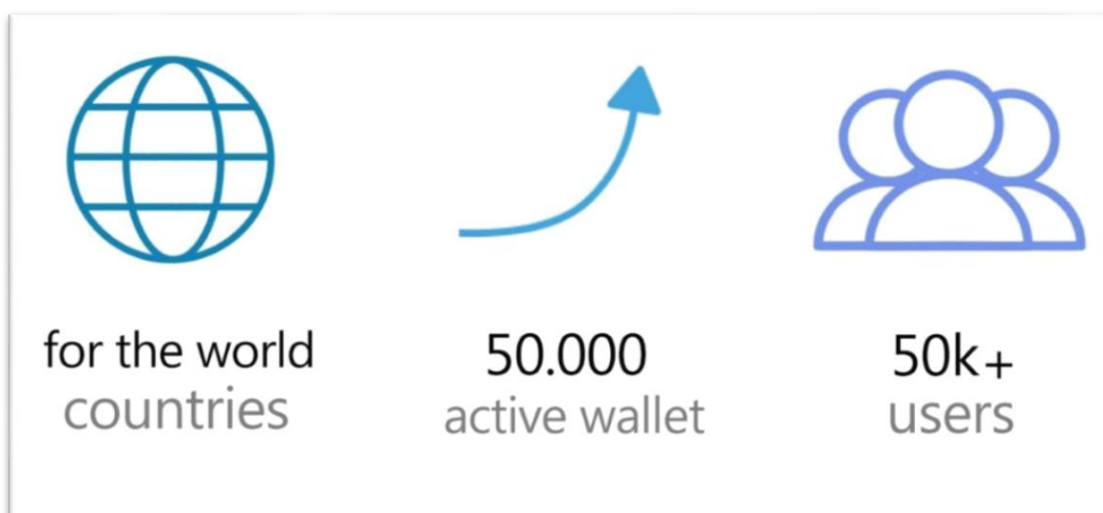 for the world
countries
50.000
active wallet
50k+
users